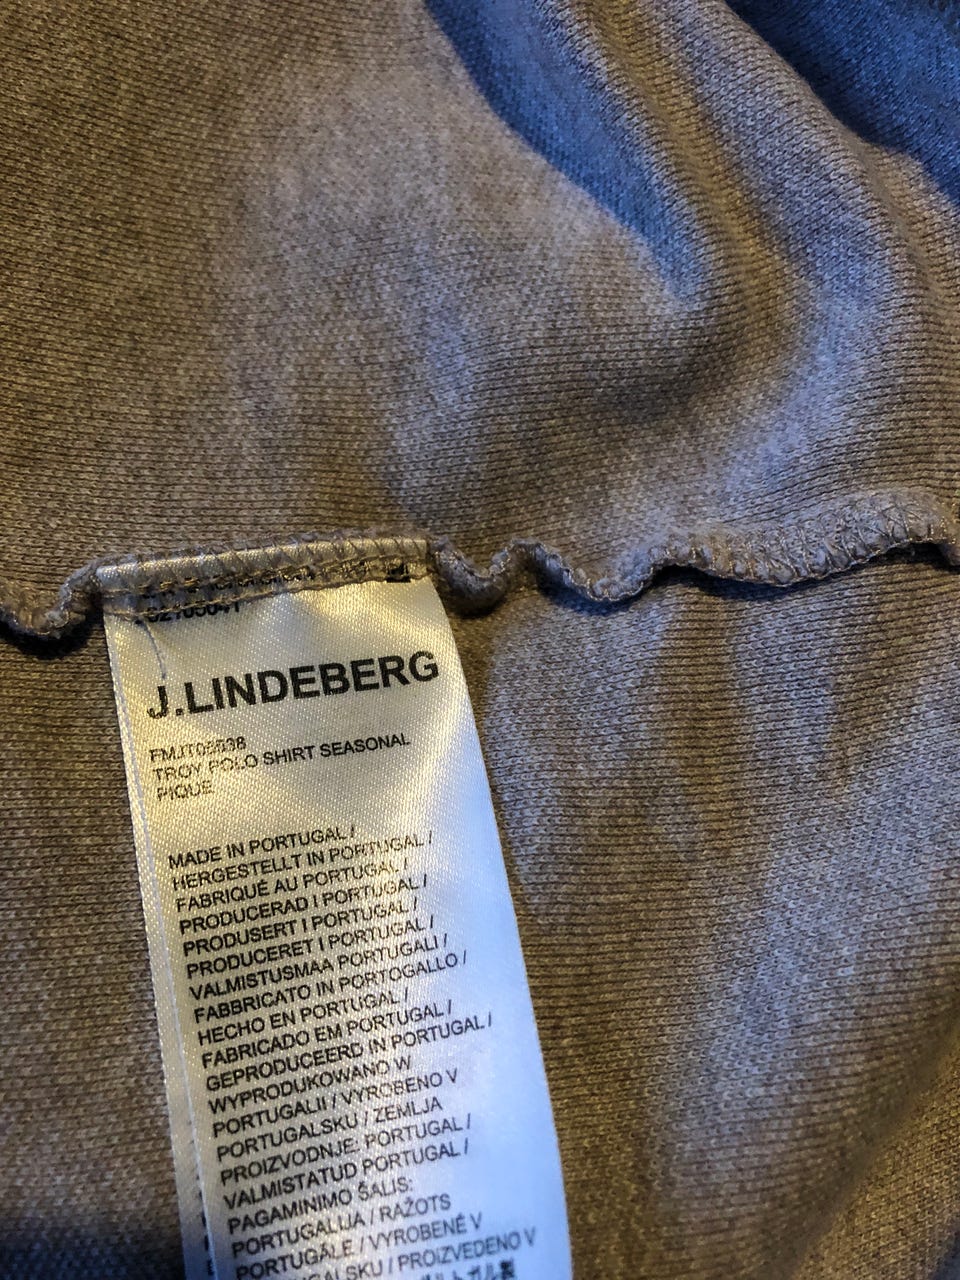 J.LINDEBERG
TROY POLO SHIRT SEASONAL
PIQUE
MADE IN PORTUGAL /
HERGESTELLT IN PORTUGAL /
FABRIQUÉ AU PORTUGAL /
PRODUCERAD I PORTUGAL /
PRODUSERT I PORTUGAL /
PRODUCERET I PORTUGAL /
VALMISTUSMAA PORTUGALI /
FABBRICATO IN PORTOGALLO /
HECHO EN PORTUGAL /
FABRICADO EM PORTUGAL /
GEPRODUCEERD IN PORTUGAL /
WYPRODUKOWANO W
PORTUGALII / VYROBENO V
PORTUGALSKU / ZEMLJA
PROIZVODNJE: PORTUGAL /
VALMISTATUD PORTUGAL /
PAGAMINIMO ŠALIS:
PORTUGALIJA / RAŽOTS
PORTUGĀLE / VYROBENÉ V
/ PROIZVEDENO V